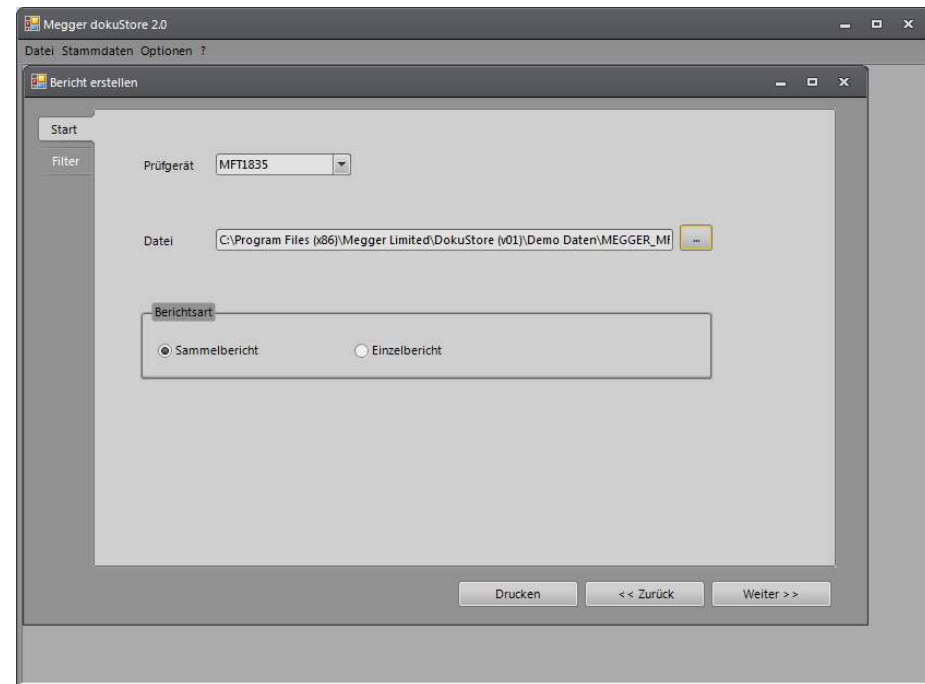 Megger dokuStore 2.0
Datei Stammdaten Optionen ?
Bericht erstellen
Start
Filter
Prüfgerät MFT1835
Datei C:\Program Files (x86)\Megger Limited\DokuStore (v01)\Demo Daten\MEGGER_MF ...
Berichtsart
Sammelbericht Einzelbericht
Drucken << Zurück Weiter >>